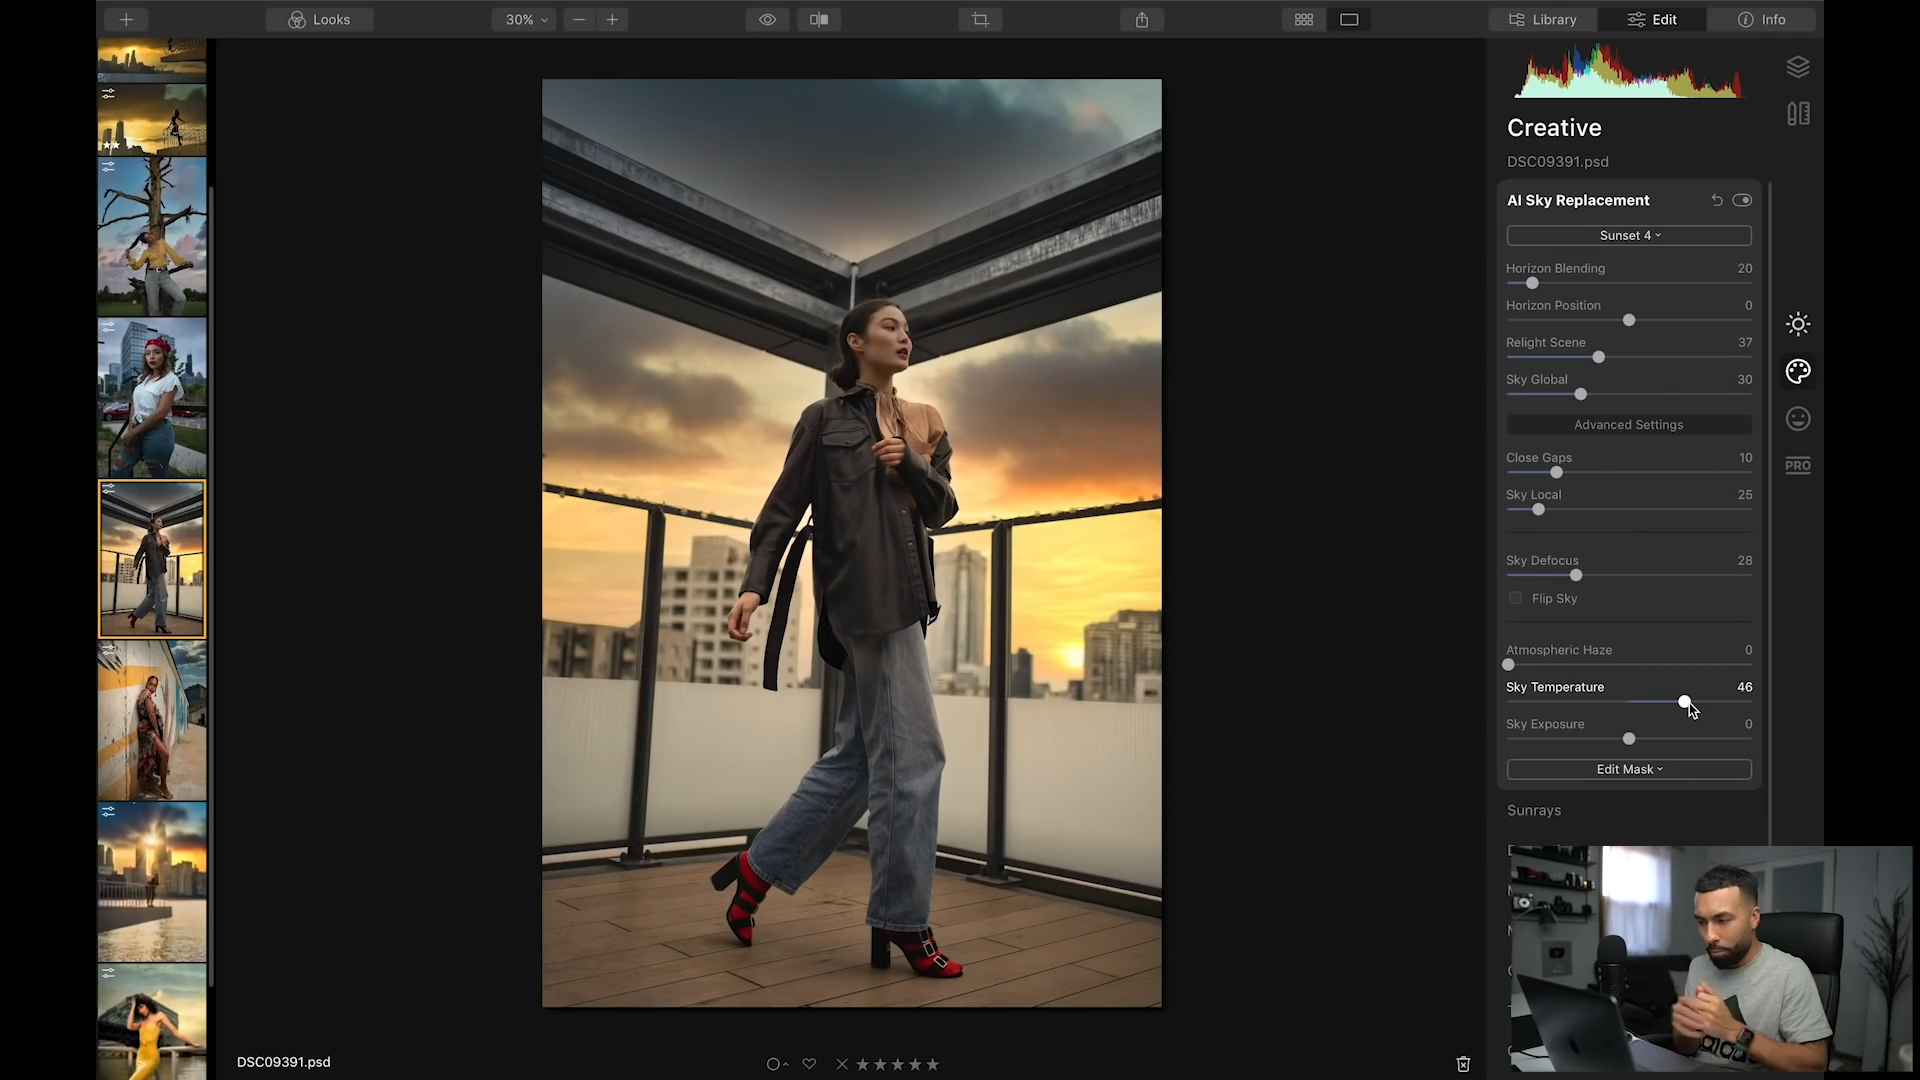 Looks
30%
Library
Edit
Info
Creative
DSC09391.psd
AI Sky Replacement
Sunset 4
Horizon Blending 20
Horizon Position 0
Relight Scene 37
Sky Global 30
Advanced Settings
Close Gaps 10
PRO
Sky Local 25
Sky Defocus 28
Flip Sky
Atmospheric Haze 0
Sky Temperature 46
Sky Exposure 0
Edit Mask
Sunrays
DSC09391.psd